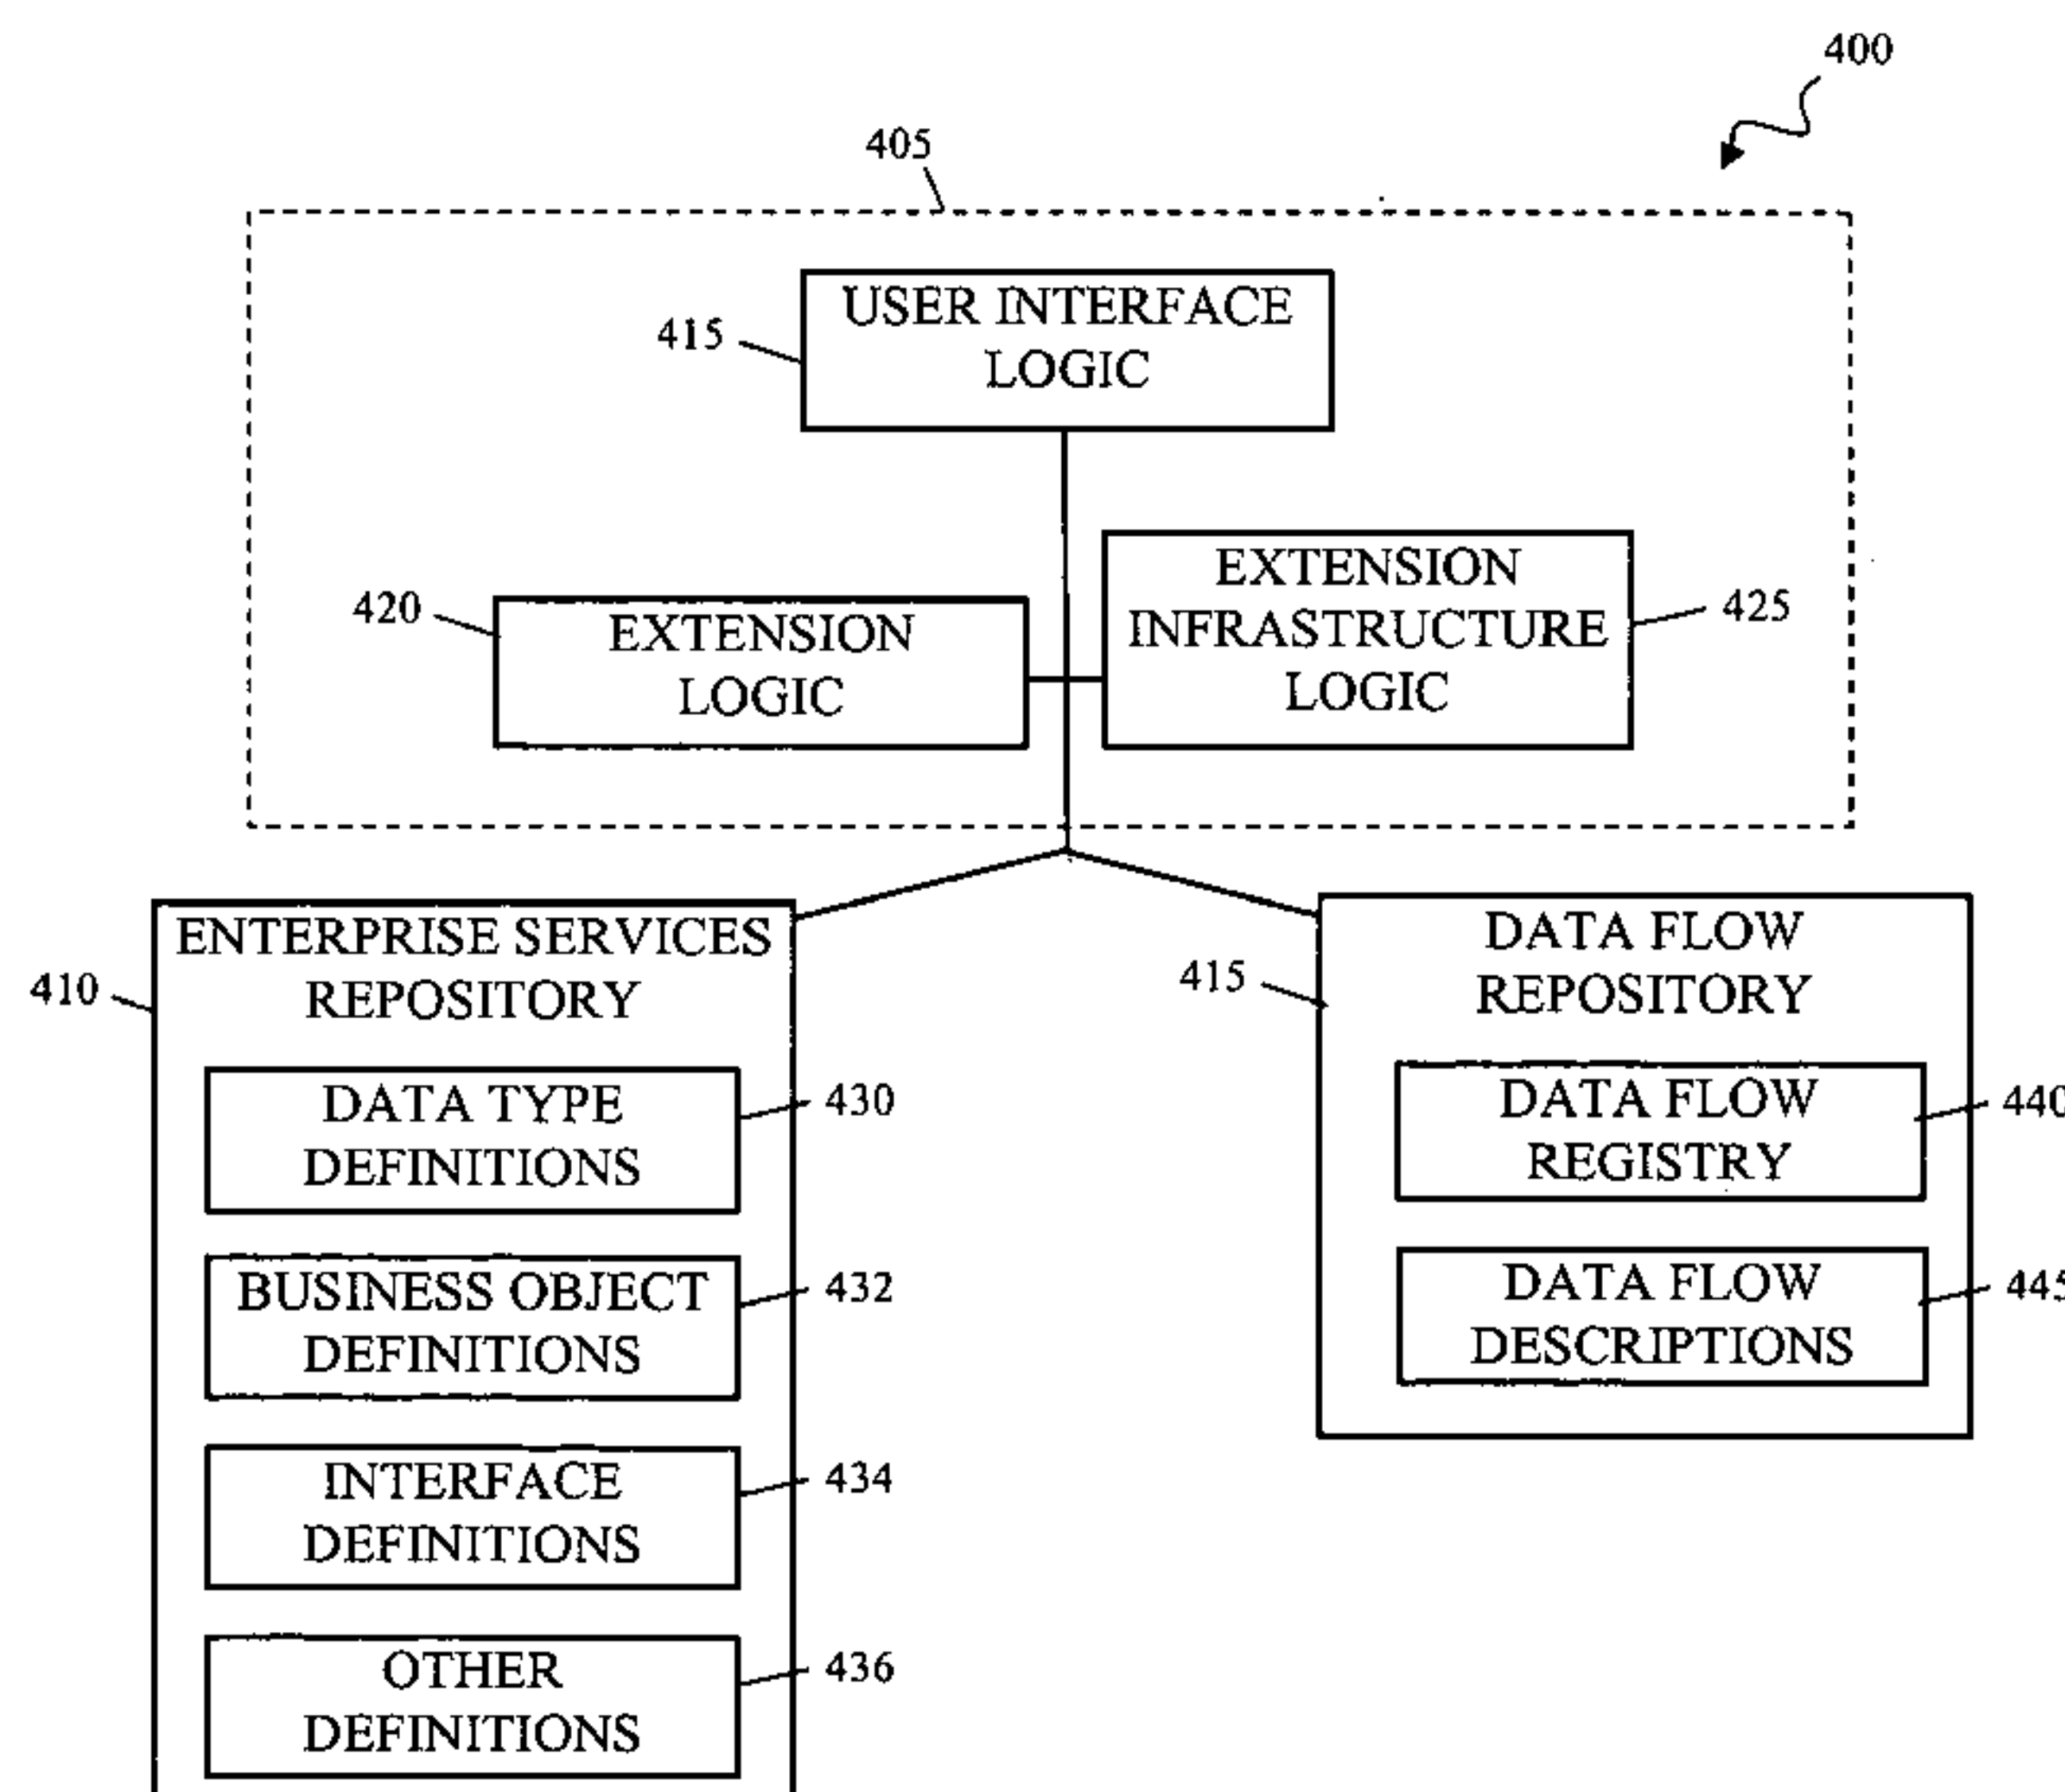 400
405
USER INTERFACE
LOGIC
415
EXTENSION
INFRASTRUCTURE
LOGIC
425
420
EXTENSION
LOGIC
ENTERPRISE SERVICES
REPOSITORY
410
DATA TYPE
DEFINITIONS
430
BUSINESS OBJECT
DEFINITIONS
432
INTERFACE
DEFINITIONS
434
OTHER
DEFINITIONS
436
DATA FLOW
REPOSITORY
415
DATA FLOW
REGISTRY
440
DATA FLOW
DESCRIPTIONS
445